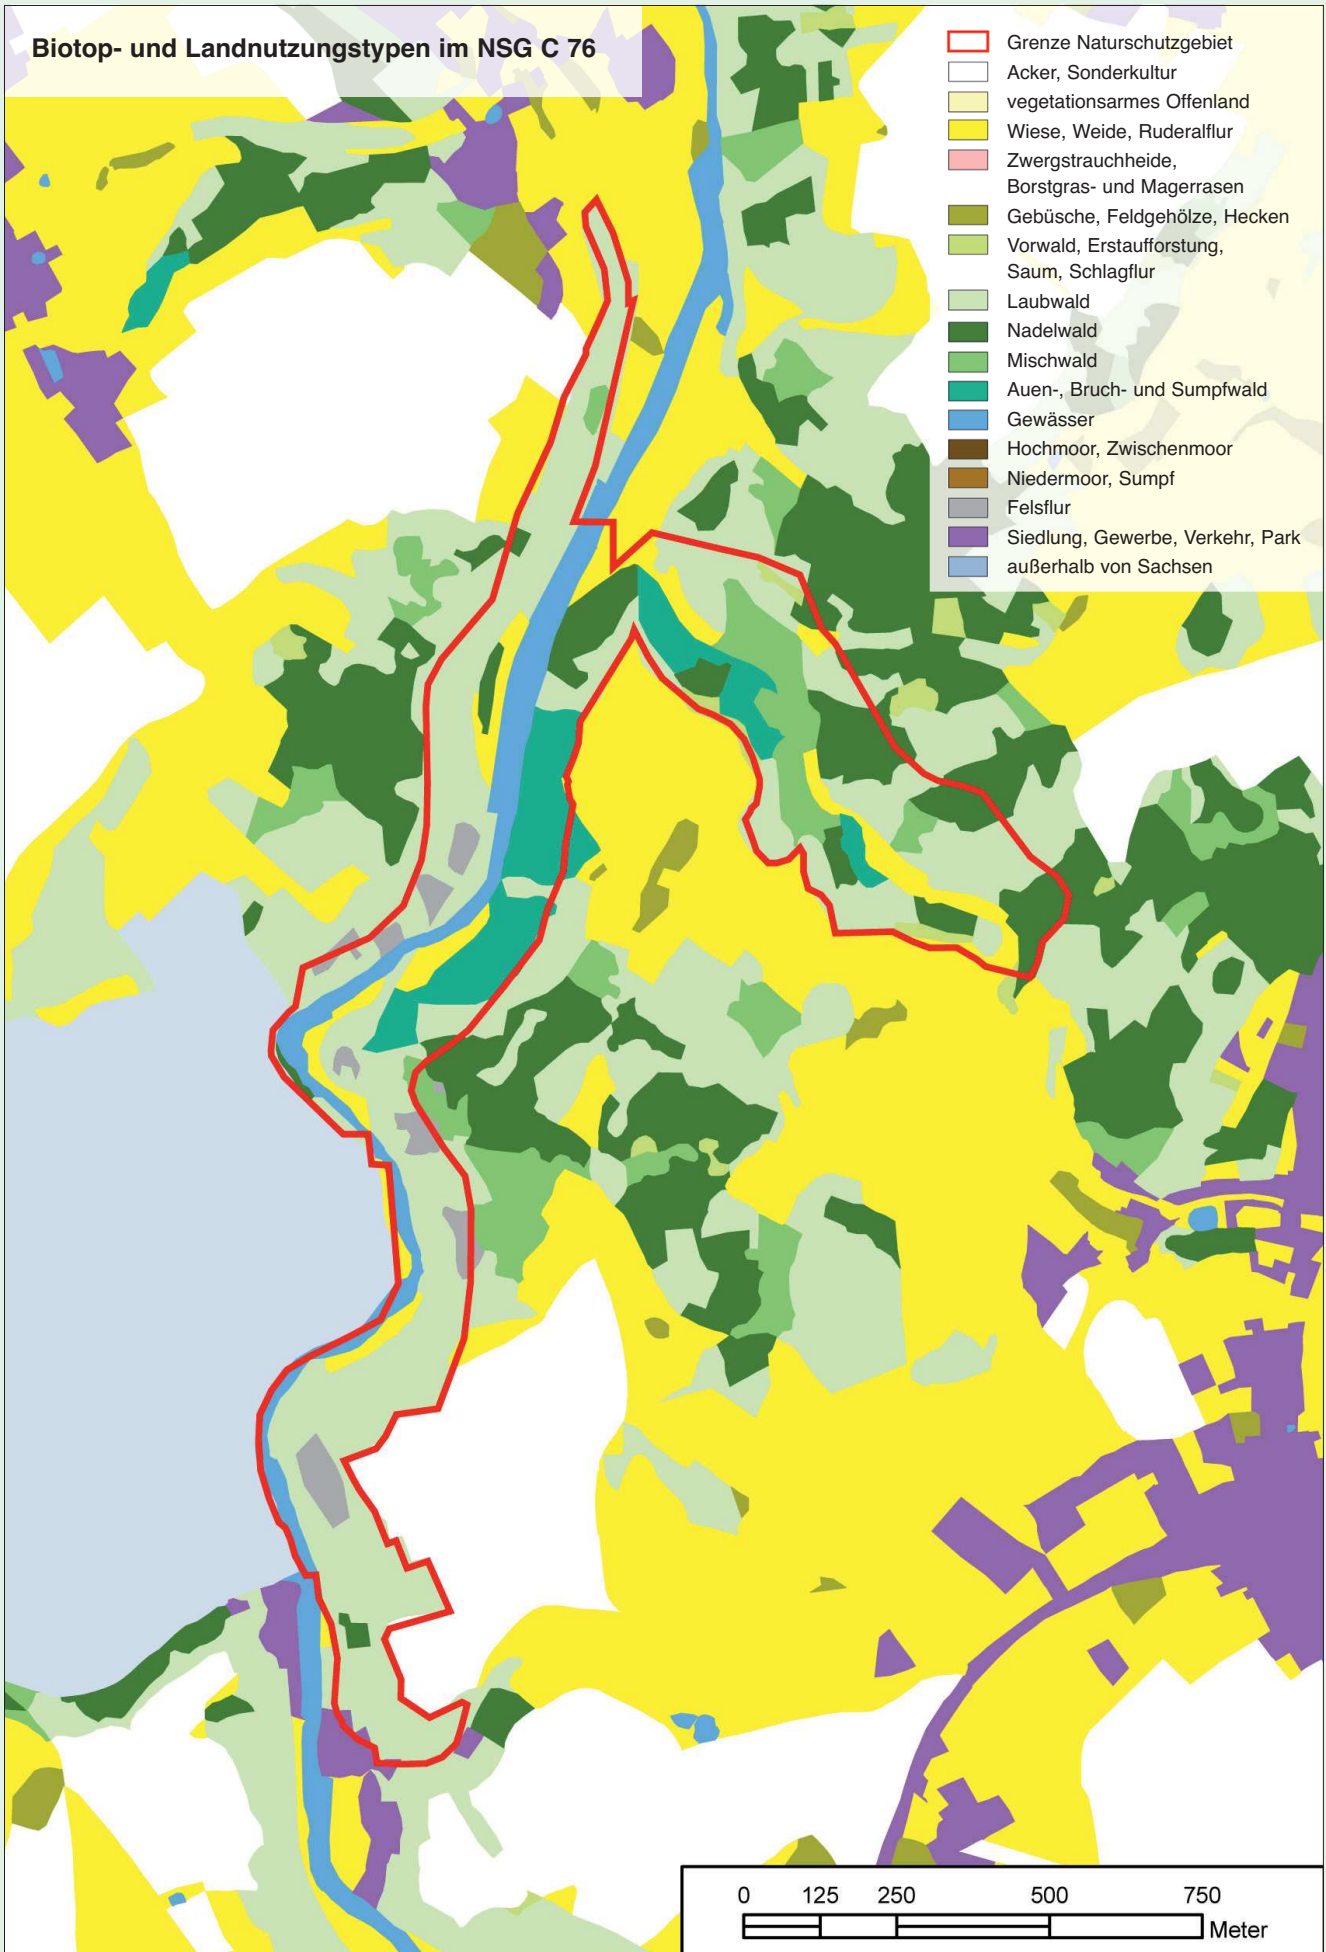 Biotop- und Landnutzungstypen im NSG C 76
Grenze Naturschutzgebiet
Acker, Sonderkultur
vegetationsarmes Offenland
Wiese, Weide, Ruderalflur
Zwergstrauchheide,
Borstgras- und Magerrasen
Gebüsche, Feldgehölze, Hecken
Vorwald, Erstaufforstung,
Saum, Schlagflur
Laubwald
Nadelwald
Mischwald
Auen-, Bruch- und Sumpfwald
Gewässer
Hochmoor, Zwischenmoor
Niedermoor, Sumpf
Felsflur
Siedlung, Gewerbe, Verkehr, Park
außerhalb von Sachsen
0 125 250 500 750
Meter